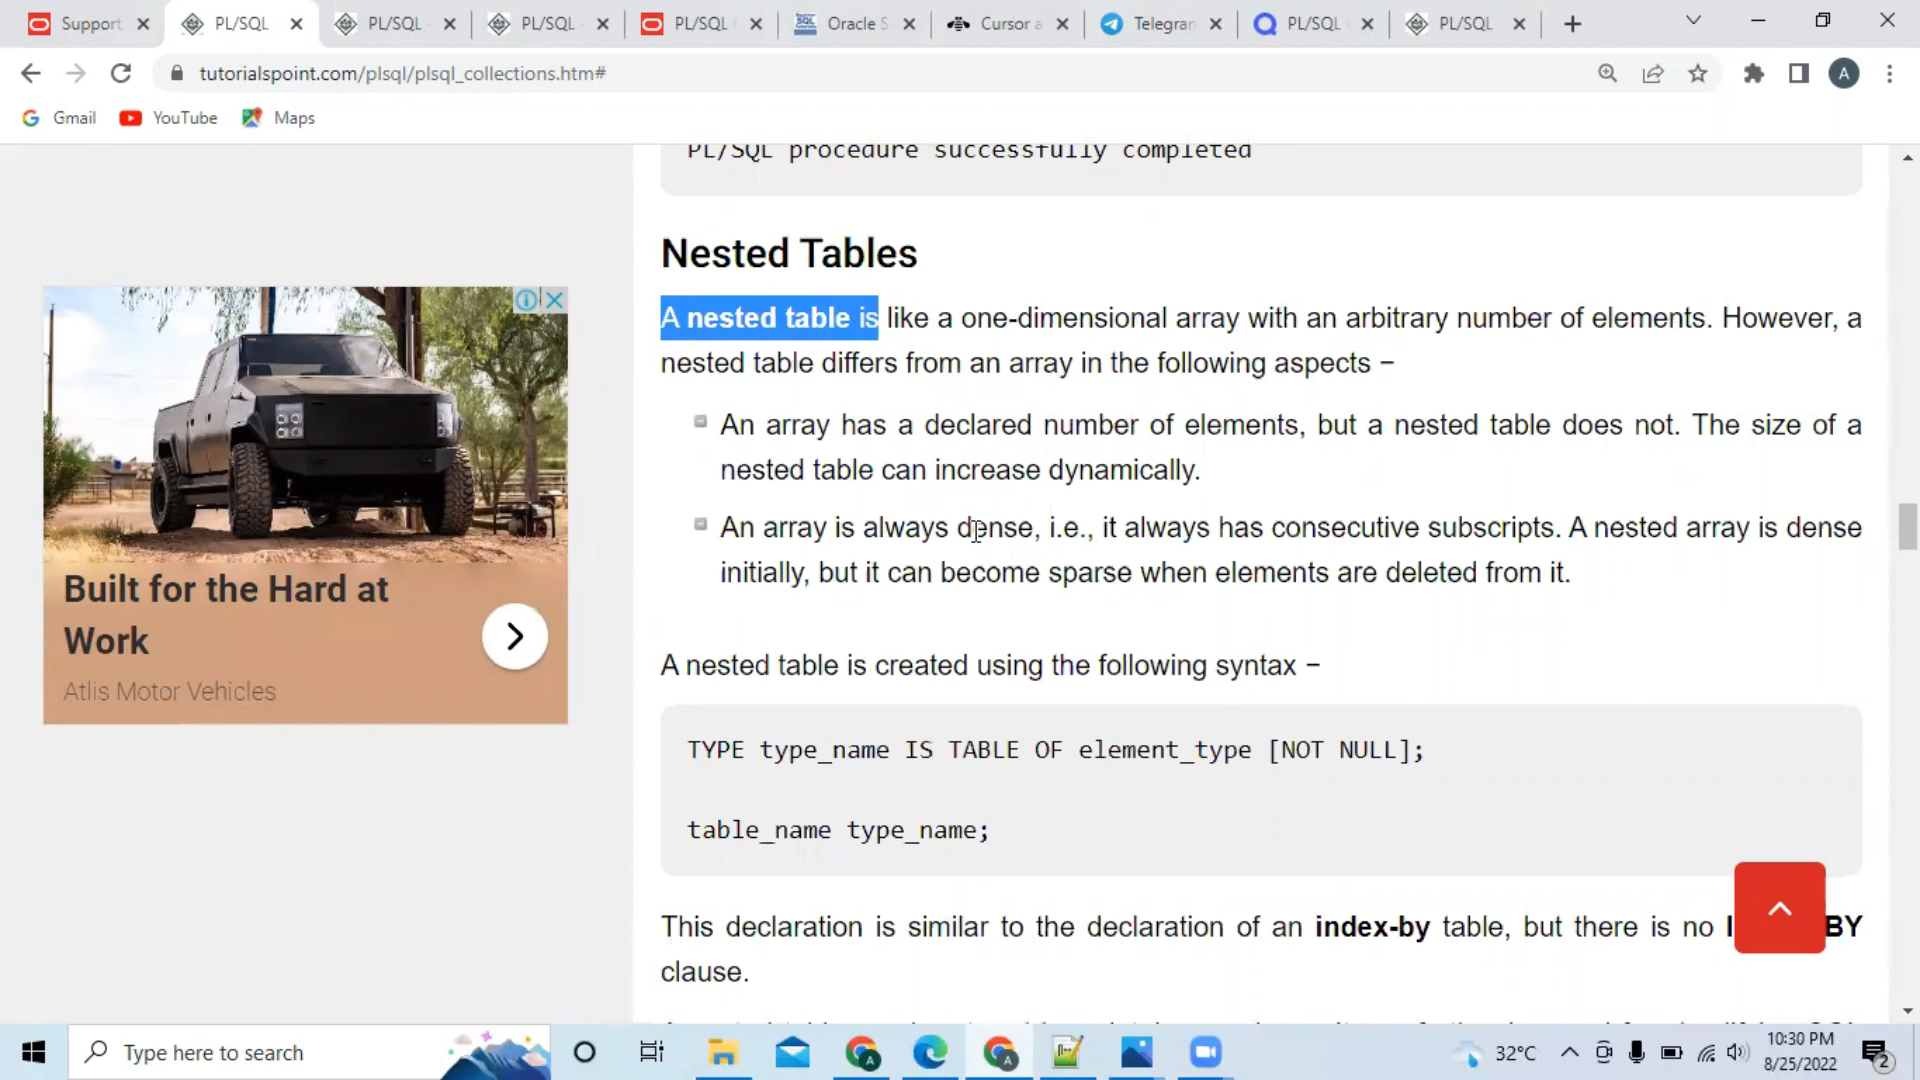 Support
PL/SQL
PL/SQL
PL/SQL
PL/SQL
Oracle S
Cursor a
Telegram
PL/SQL
PL/SQL
tutorialspoint.com/plsql/plsql_collections.htm#
A
Gmail
YouTube
Maps
PL/SQL procedure successfully completed
Nested Tables
A nested table is like a one-dimensional array with an arbitrary number of elements. However, a
nested table differs from an array in the following aspects −
An array has a declared number of elements, but a nested table does not. The size of a
nested table can increase dynamically.
An array is always dense, i.e., it always has consecutive subscripts. A nested array is dense
initially, but it can become sparse when elements are deleted from it.
Built for the Hard at
Work
Atlis Motor Vehicles
A nested table is created using the following syntax −
TYPE type_name IS TABLE OF element_type [NOT NULL];
table_name type_name;
This declaration is similar to the declaration of an index-by table, but there is no BY
clause.
Type here to search
32°C
10:30 PM
8/25/2022
2